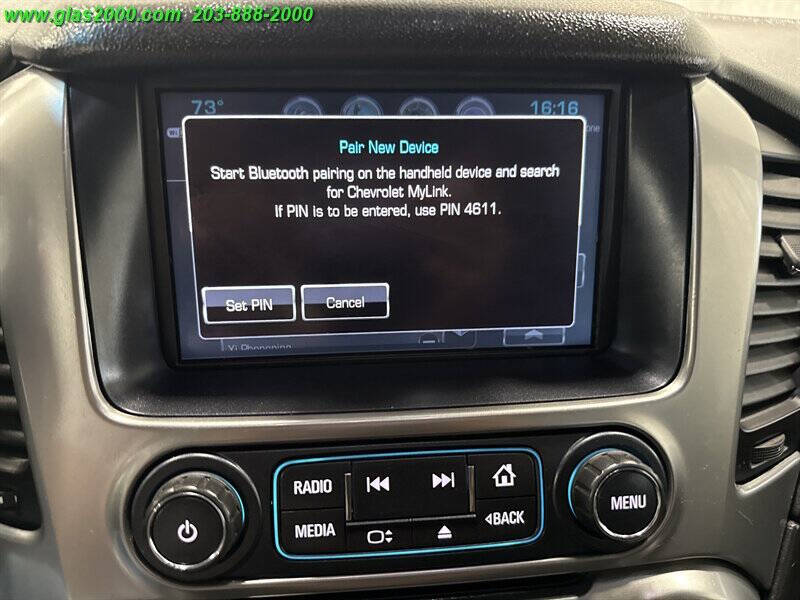 www.glas2000.com 203-888-2000
73° 16:16
Pair New Device
Start Bluetooth pairing on the handheld device and search
for Chevrolet MyLink.
If PIN is to be entered, use PIN 4611.
Set PIN Cancel
RADIO
MENU
MEDIA
BACK